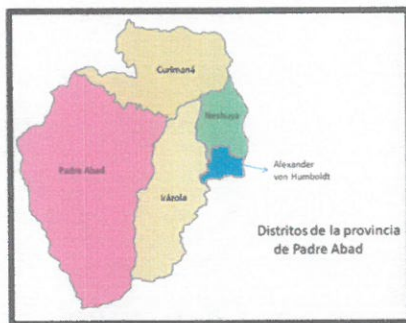 Curimaná
Neshuya
Padre Abad
Alexander
von Humboldt
Irázola
Distritos de la provincia
de Padre Abad